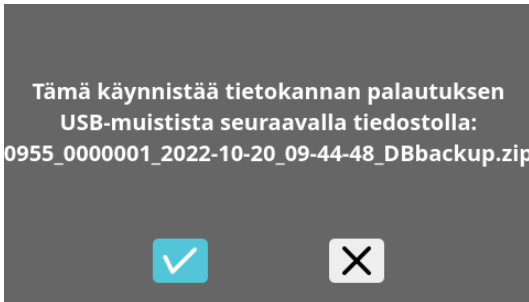 Tämä käynnistää tietokannan palautuksen
USB-muistista seuraavalla tiedostolla:
0955_0000001_2022-10-20_09-44-48_DBbackup.zip